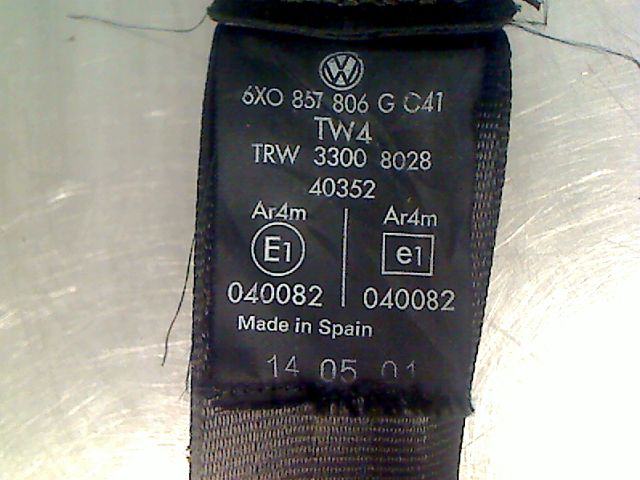 6X0 857 806 G C41
TW4
TRW 3300 8028
40352
Ar4m Ar4m
E1 e1
040082 040082
Made in Spain
14 05 01